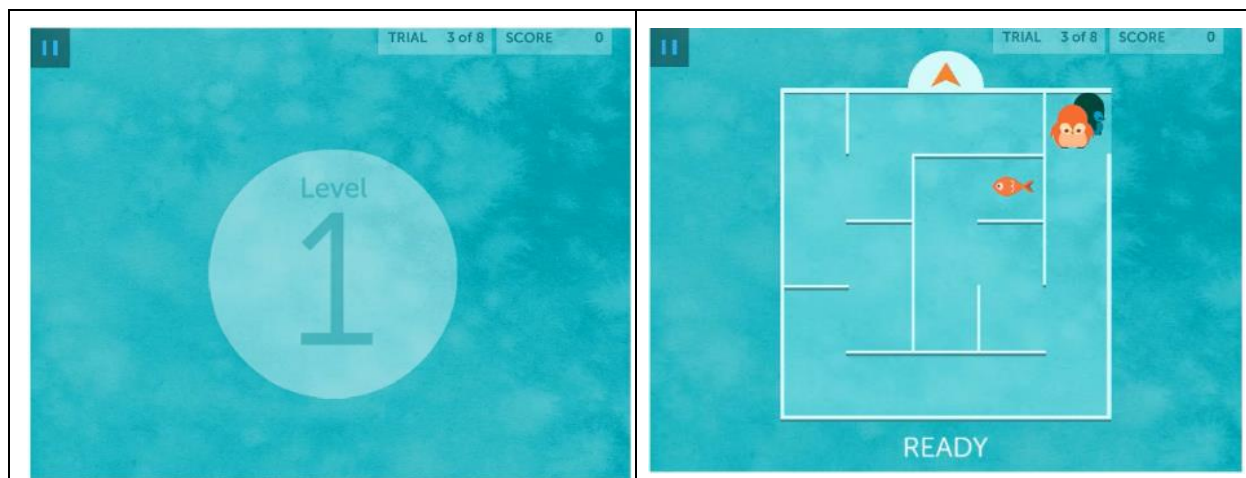 TRIAL 3 of 8 SCORE 0
Level
1
TRIAL 3 of 8 SCORE 0
READY